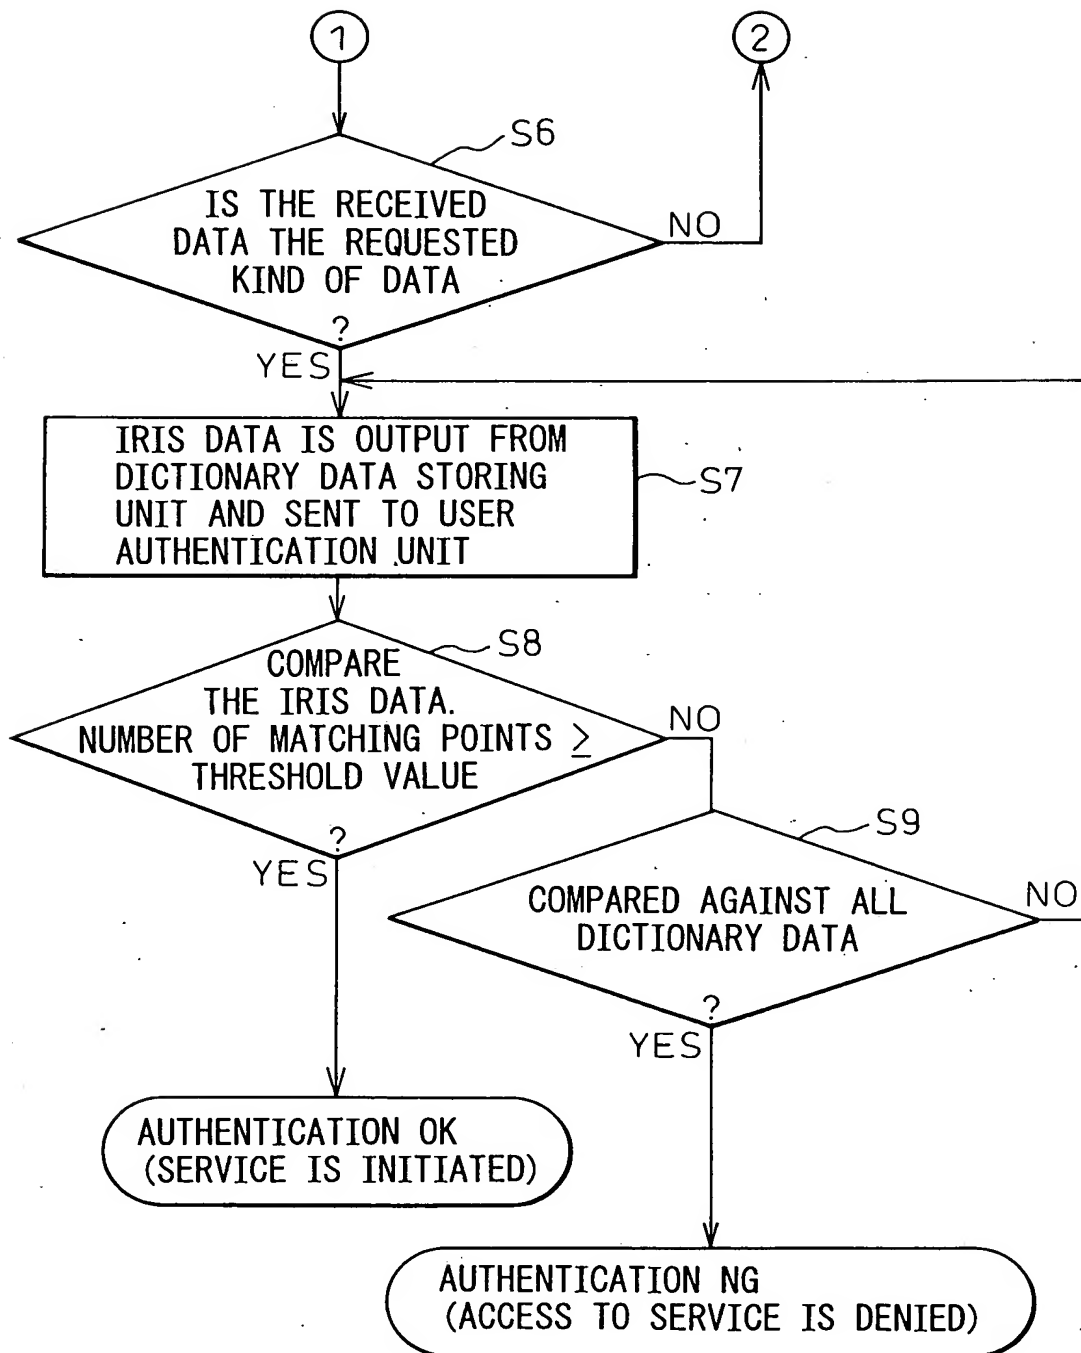 1
2
S6
IS THE RECEIVED
DATA THE REQUESTED
KIND OF DATA
?
NO
YES
IRIS DATA IS OUTPUT FROM
DICTIONARY DATA STORING
UNIT AND SENT TO USER
AUTHENTICATION UNIT
S7
S8
COMPARE
THE IRIS DATA.
NUMBER OF MATCHING POINTS ≥
THRESHOLD VALUE
?
NO
YES
S9
COMPARED AGAINST ALL
DICTIONARY DATA
?
NO
YES
AUTHENTICATION OK
(SERVICE IS INITIATED)
AUTHENTICATION NG
(ACCESS TO SERVICE IS DENIED)